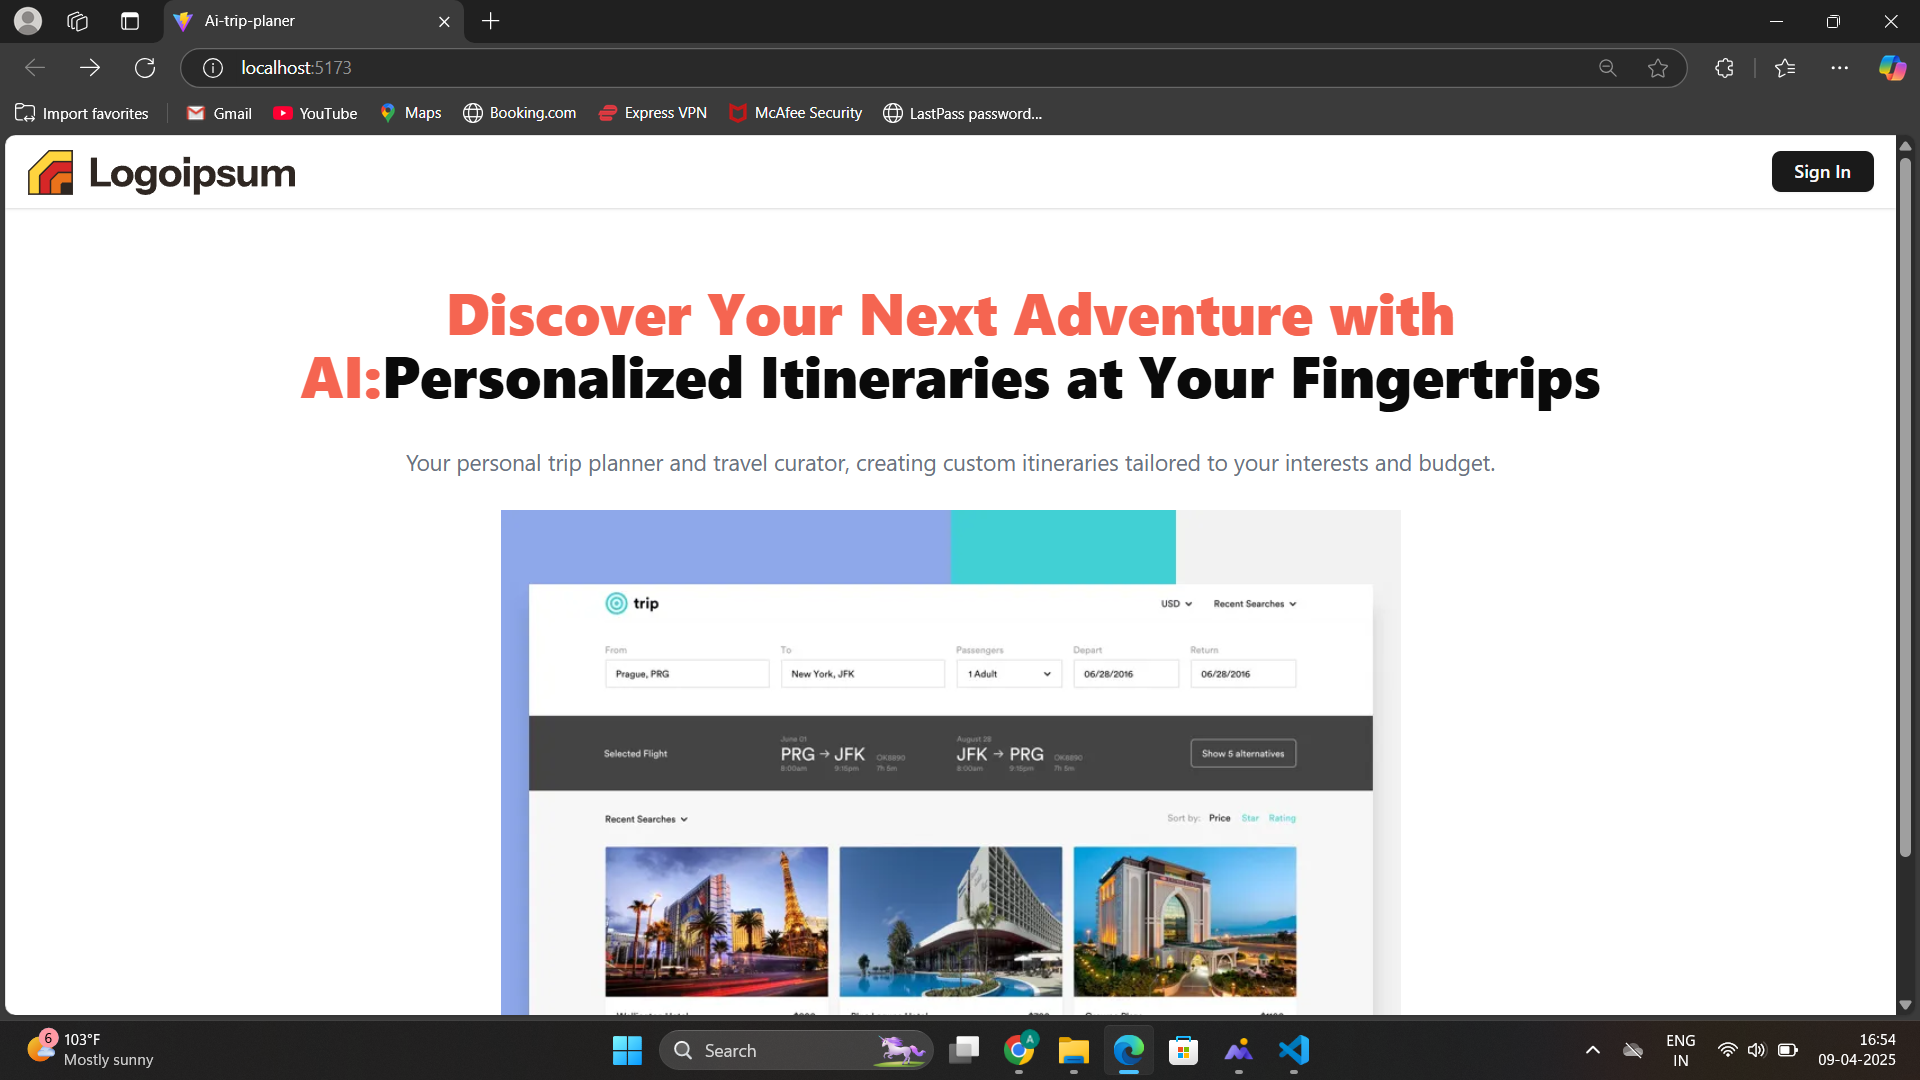 Ai-trip-planer
localhost:5173
Import favorites
Gmail
YouTube
Maps
Booking.com
Express VPN
McAfee Security
LastPass password...
Logoipsum
Sign In
Discover Your Next Adventure with
AI:Personalized Itineraries at Your Fingertrips
Your personal trip planner and travel curator, creating custom itineraries tailored to your interests and budget.
trip
USD
Recent Searches
From
To
Passengers
Depart
Return
Prague, PRG
New York, JFK
1 Adult
06/28/2016
06/28/2016
Selected Flight
June 01
PRG → JFK
OK8890
8:00am
9:15pm
7h 5m
August 28
JFK → PRG
OK8890
8:00am
9:15pm
7h 5m
Show 5 alternatives
Recent Searches
Sort by:
Price
Star
Rating
6
103°F
Mostly sunny
Search
A
ENG
IN
16:54
09-04-2025